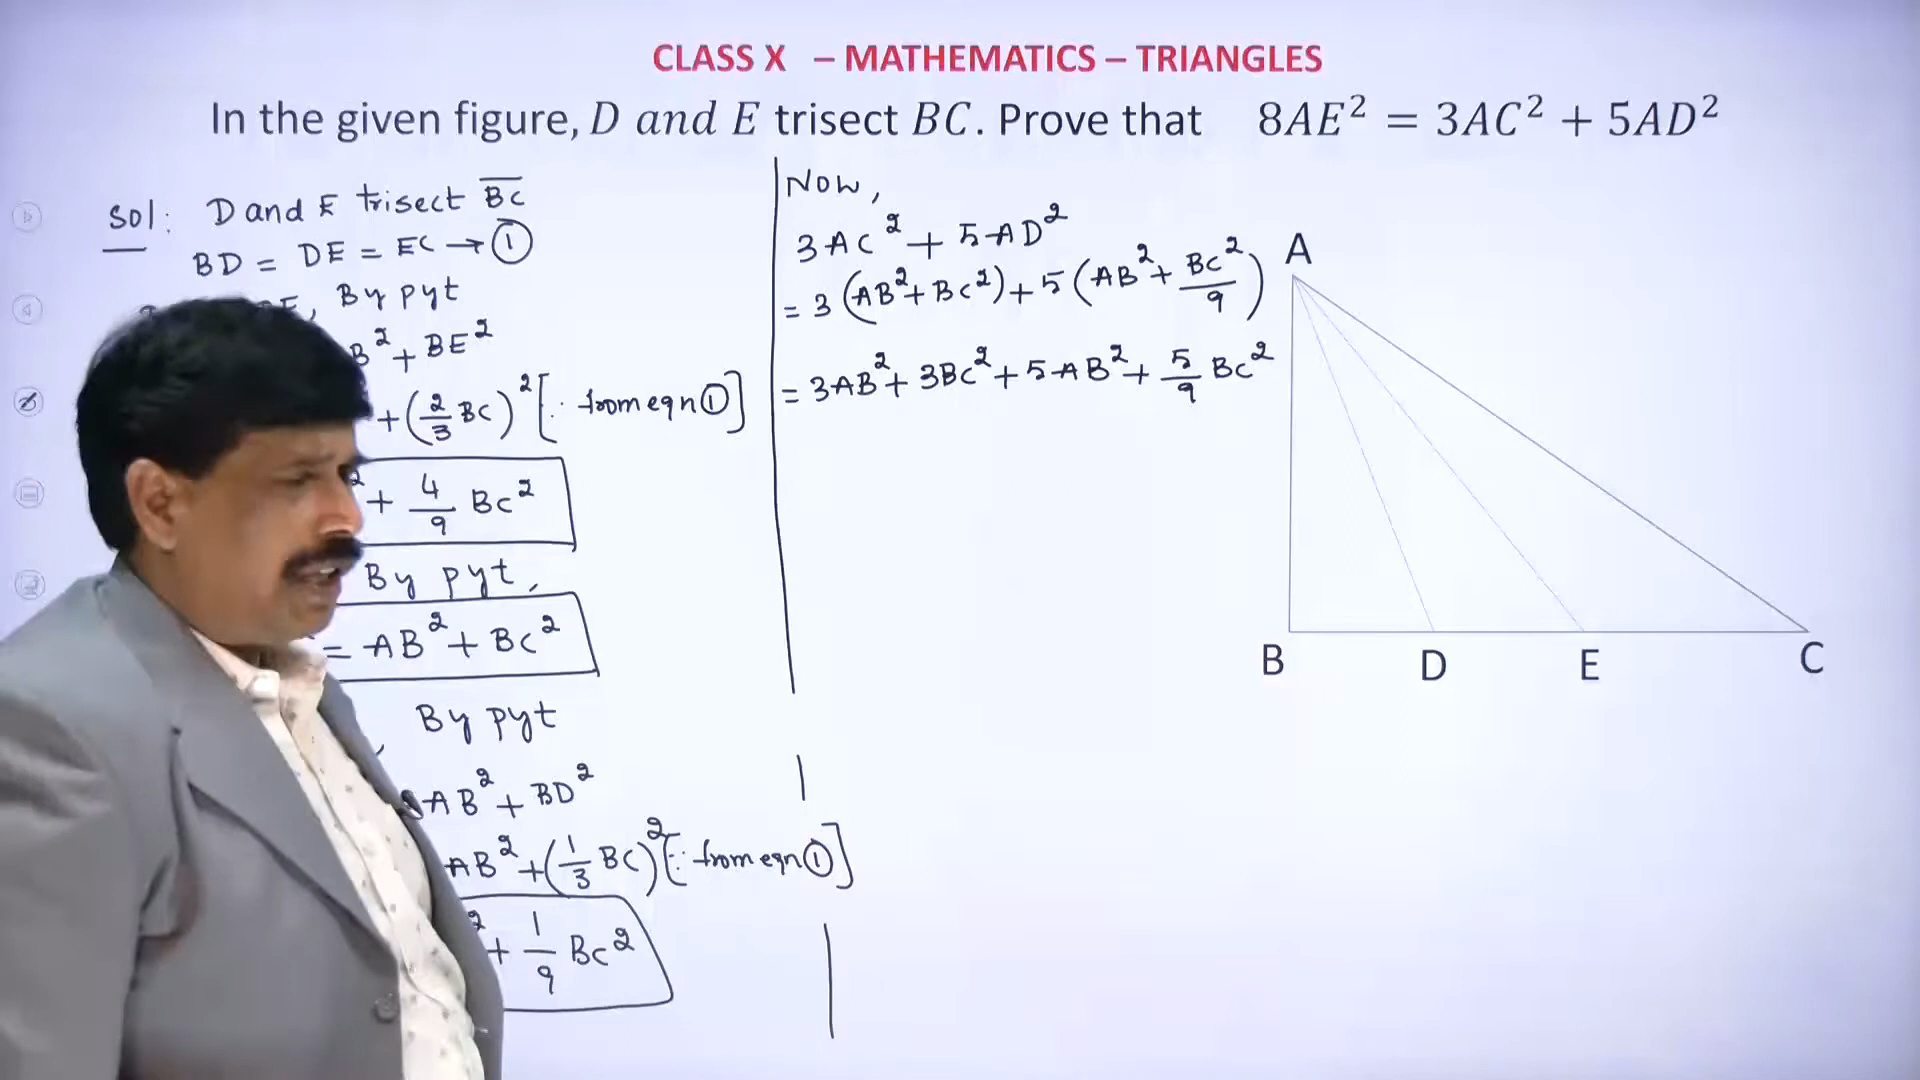 CLASS X – MATHEMATICS – TRIANGLES
In the given figure, D and E trisect BC. Prove that 8AE² = 3AC² + 5AD²
Sol: D and E trisect B̅C̅
BD = DE = EC → ①
By pyt
B² + BE²
+ (2/3 BC)² [∵ from eqn ①]
² + 4/9 BC²
By pyt,
= AB² + BC²
, By pyt
AB² + BD²
AB² + (1/3 BC)² [∵ from eqn ①]
² + 1/9 BC²
Now,
3AC² + 5AD²
= 3(AB² + BC²) + 5(AB² + BC²/9)
= 3AB² + 3BC² + 5AB² + 5/9 BC²
A
B D E C